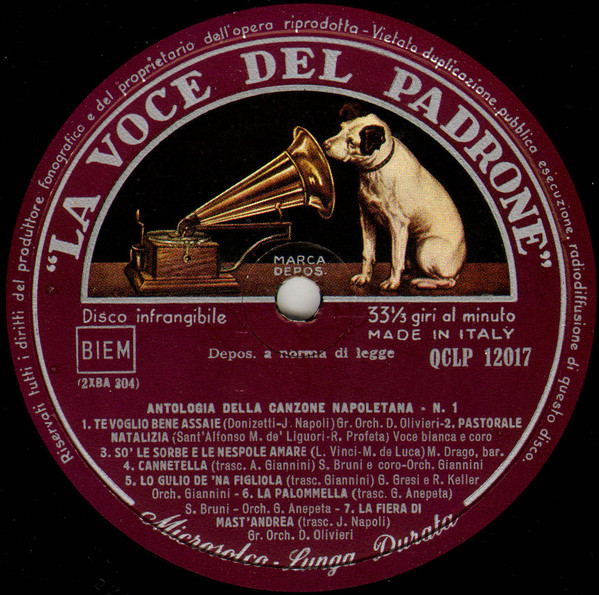 Riservati tutti i diritti del produttore fonografico e del proprietario dell'opera riprodotta - Vietata duplicazione, pubblica esecuzione, radiodiffusione di questo disco.
"LA VOCE DEL PADRONE"
MARCA
DEPOS.
Disco infrangibile
33⅓ giri al minuto
MADE IN ITALY
BIEM
Depos. a norma di legge
QCLP 12017
(2XBA 304)
ANTOLOGIA DELLA CANZONE NAPOLETANA - N. 1
1. TE VOGLIO BENE ASSAIE (Donizetti-J. Napoli) Gr. Orch. D. Olivieri-2. PASTORALE
NATALIZIA (Sant'Alfonso M. de' Liguori-R. Profeta) Voce bianca e coro
3. SO' LE SORBE E LE NESPOLE AMARE (L. Vinci-M. de Luca) M. Drago, bar.
4. CANNETELLA (trasc. A. Giannini) S. Bruni e coro-Orch. Giannini
5. LO GULIO DE 'NA FIGLIOLA (trasc. Giannini) G. Gresi e R. Keller
Orch. Giannini - 6. LA PALOMMELLA (trasc. G. Anepeta)
S. Bruni - Orch. G. Anepeta - 7. LA FIERA DI
MAST'ANDREA (trasc. J. Napoli)
Gr. Orch. D. Olivieri
Microsolco - Lunga Durata